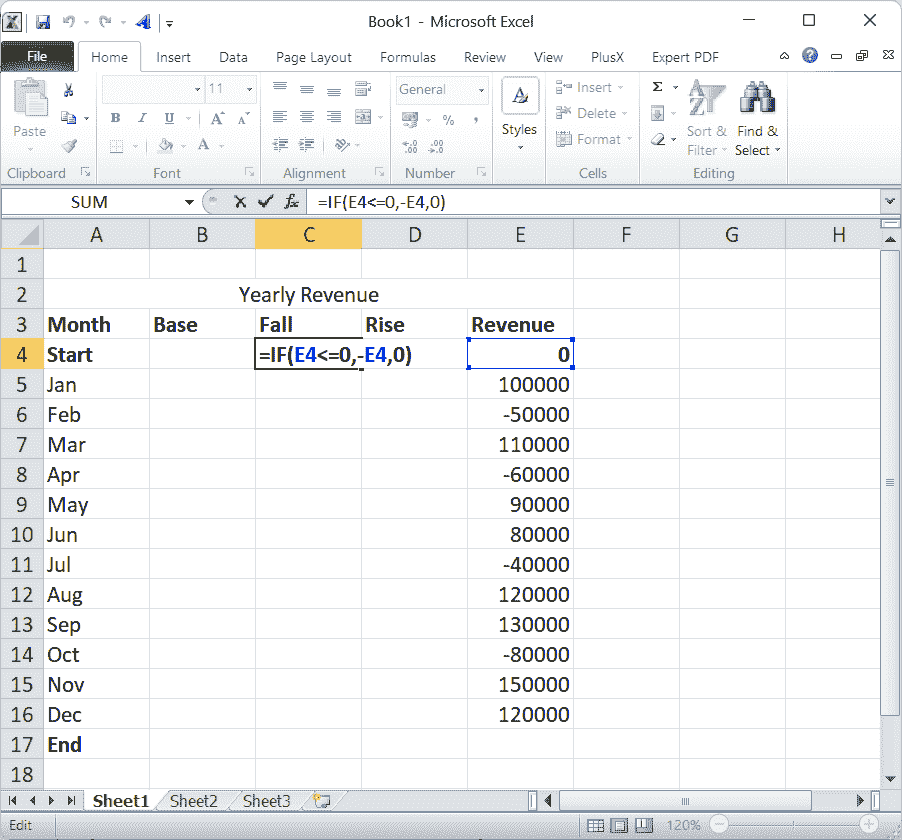 Book1 - Microsoft Excel
File Home Insert Data Page Layout Formulas Review View PlusX Expert PDF
11 General Insert
Paste B I U % , Styles Delete Sort & Find &
Format Filter Select
Clipboard Font Alignment Number Cells Editing
SUM fx =IF(E4<=0,-E4,0)
A B C D E F G H
1
2 Yearly Revenue
3 Month Base Fall Rise Revenue
4 Start =IF(E4<=0,-E4,0) 0
5 Jan 100000
6 Feb -50000
7 Mar 110000
8 Apr -60000
9 May 90000
10 Jun 80000
11 Jul -40000
12 Aug 120000
13 Sep 130000
14 Oct -80000
15 Nov 150000
16 Dec 120000
17 End
18
Sheet1 Sheet2 Sheet3
Edit 120%